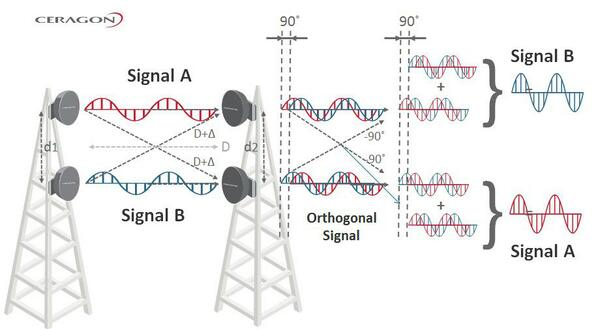 CERAGON
90°
90°
Signal A
Signal B
D+Δ
-90°
d1
D
d2
D+Δ
-90°
Signal B
Orthogonal
Signal
Signal A
+
+
=
=